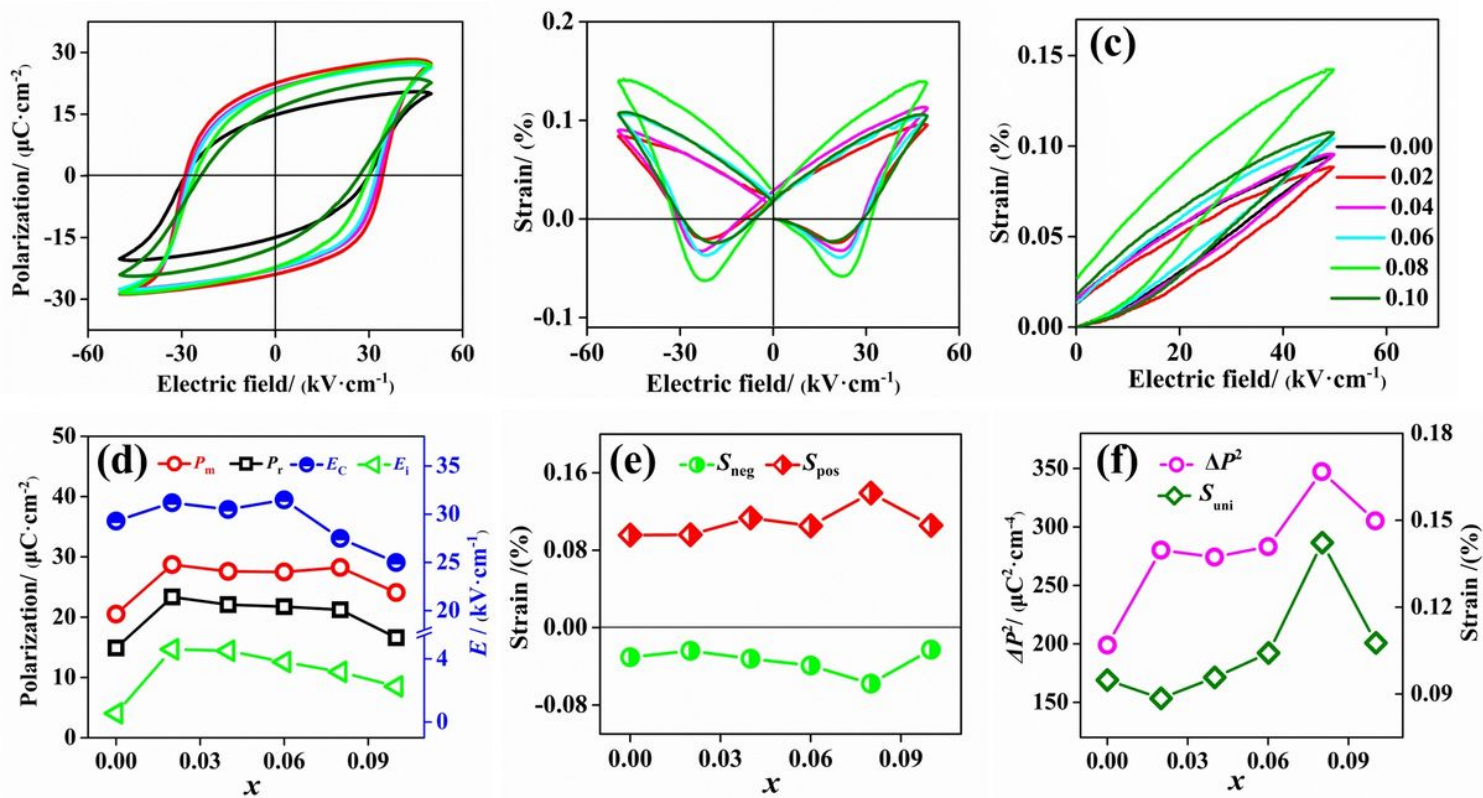 30
15
0
-15
-30
Polarization/ (μC·cm⁻²)
-60 -30 0 30 60
Electric field/ (kV·cm⁻¹)
0.2
0.1
0.0
-0.1
Strain/ (%)
-60 -30 0 30 60
Electric field/ (kV·cm⁻¹)
(c)
0.15
0.10
0.05
0.00
Strain/ (%)
0.00
0.02
0.04
0.06
0.08
0.10
0 20 40 60
Electric field/ (kV·cm⁻¹)
(d)
Pm Pr EC Ei
50
40
30
20
10
0
Polarization/ (μC·cm⁻²)
35
30
25
20
4
0
E / (kV·cm⁻¹)
0.00 0.03 0.06 0.09
x
(e)
Sneg Spos
0.16
0.08
0.00
-0.08
Strain /(%)
0.00 0.03 0.06 0.09
x
(f)
ΔP²
Suni
350
300
250
200
150
ΔP²/ (μC²·cm⁻⁴)
0.18
0.15
0.12
0.09
Strain /(%)
0.00 0.03 0.06 0.09
x